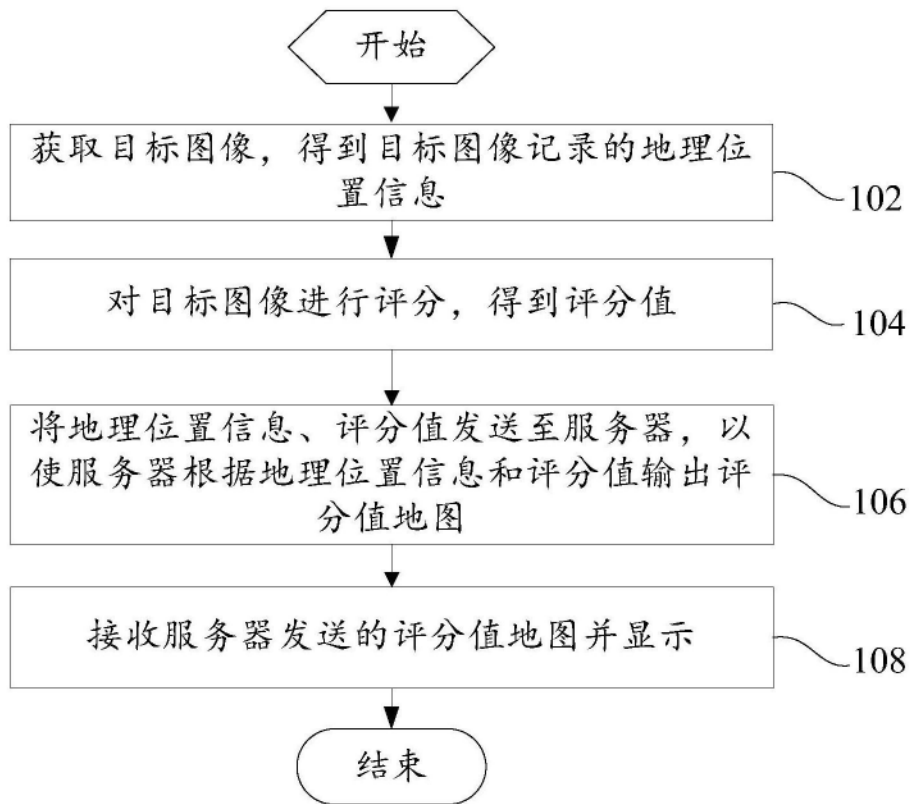 开始
获取目标图像，得到目标图像记录的地理位
置信息
102
对目标图像进行评分，得到评分值
104
将地理位置信息、评分值发送至服务器，以
使服务器根据地理位置信息和评分值输出评
分值地图
106
接收服务器发送的评分值地图并显示
108
结束